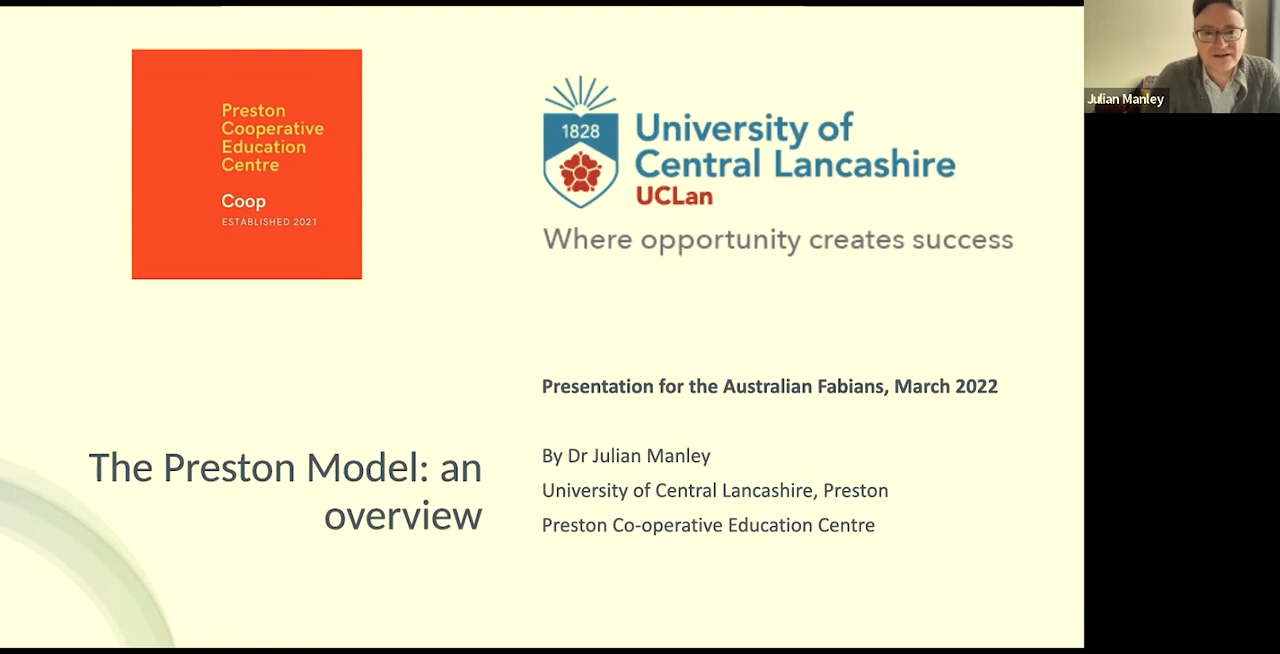 Preston
Cooperative
Education
Centre
Coop
ESTABLISHED 2021
1828
University of
Central Lancashire
UCLan
Where opportunity creates success
Julian Manley
Presentation for the Australian Fabians, March 2022
The Preston Model: an
overview
By Dr Julian Manley
University of Central Lancashire, Preston
Preston Co-operative Education Centre